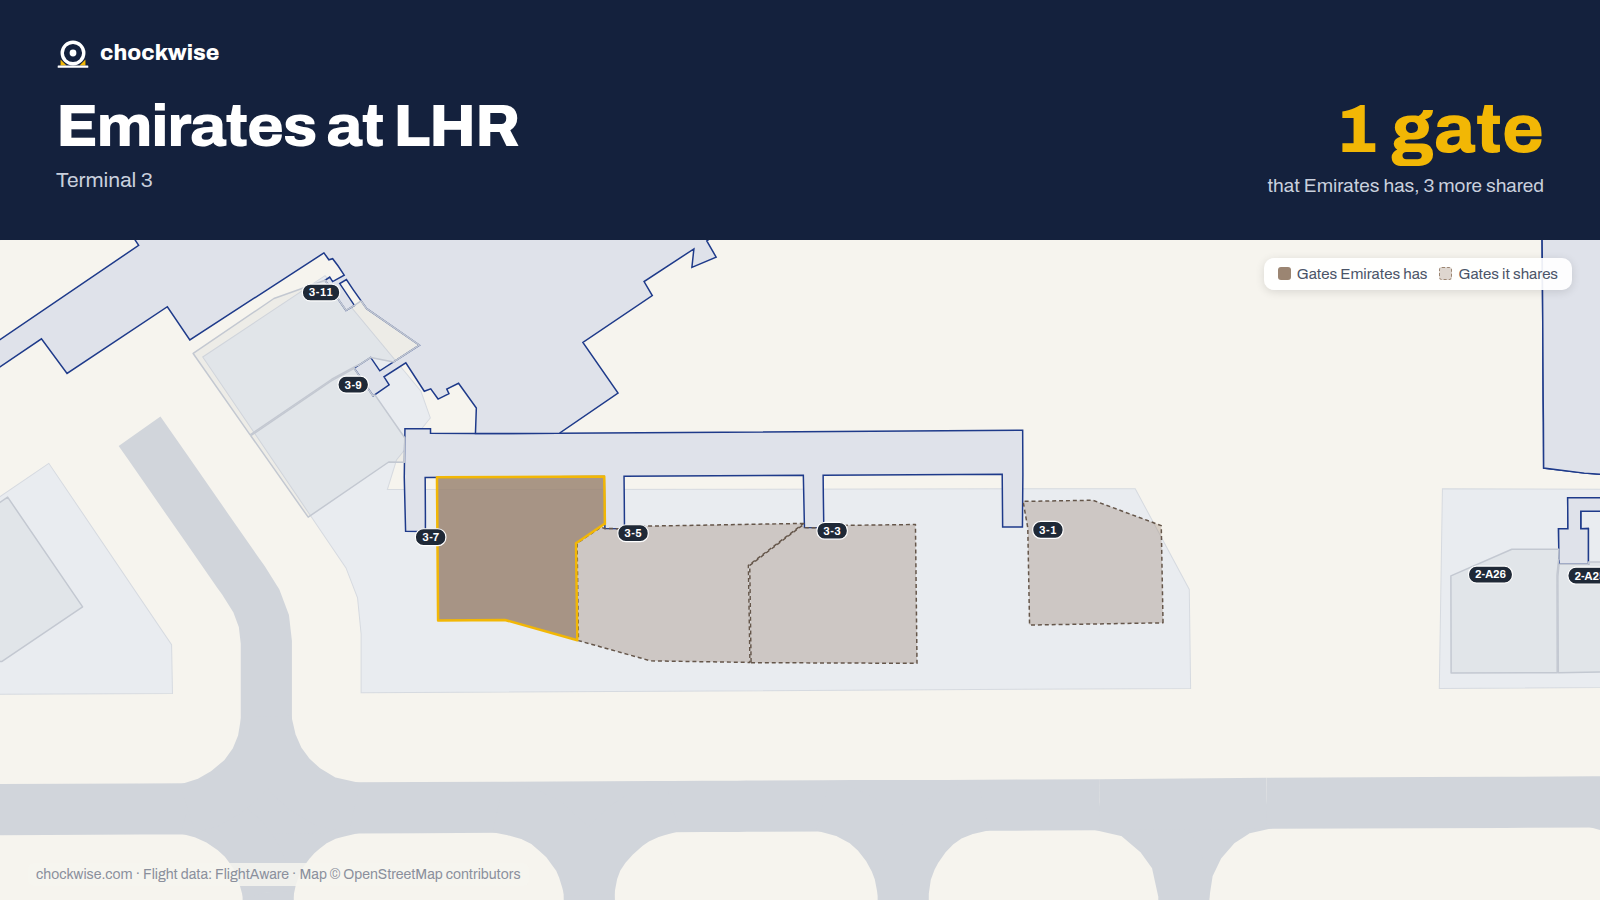 chockwise
Emirates at LHR
Terminal 3
1 gate
that Emirates has, 3 more shared
Gates Emirates has
Gates it shares
3-11
3-9
3-7
3-5
3-3
3-1
2-A26
2-A2
chockwise.com · Flight data: FlightAware · Map © OpenStreetMap contributors